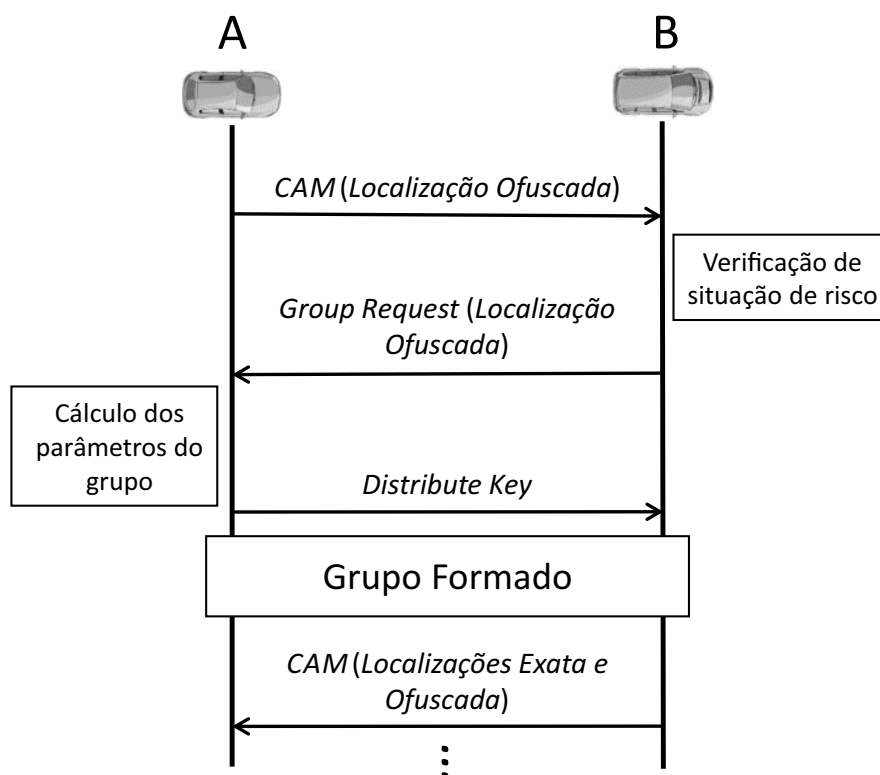 A
B
CAM (Localização Ofuscada)
Verificação de
situação de risco
Group Request (Localização
Ofuscada)
Cálculo dos
parâmetros do
grupo
Distribute Key
Grupo Formado
CAM (Localizações Exata e
Ofuscada)